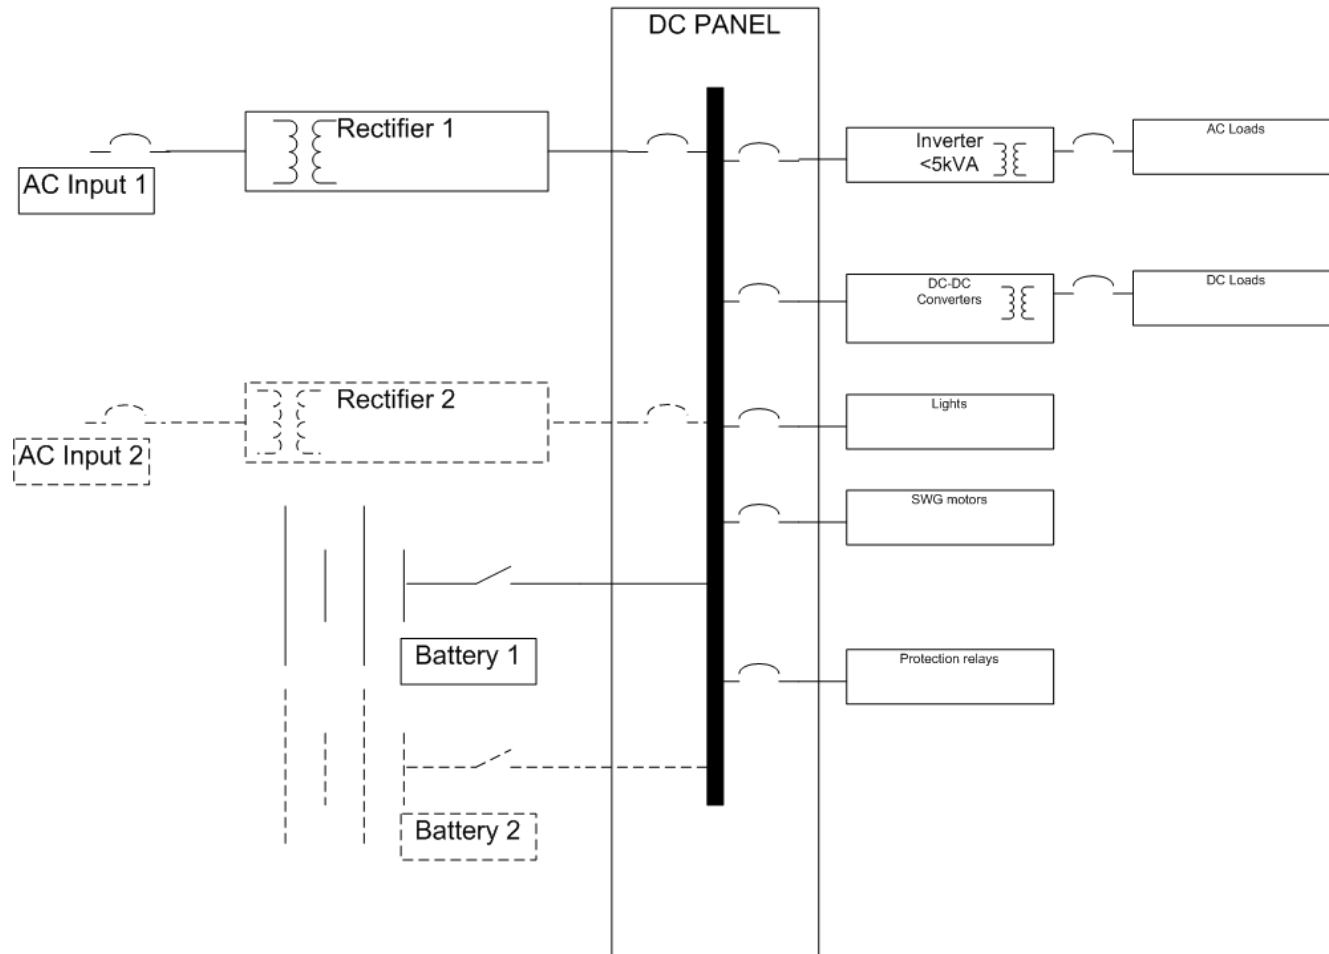 DC PANEL
Rectifier 1
AC Input 1
Inverter
<5kVA
AC Loads
DC-DC
Converters
DC Loads
Rectifier 2
AC Input 2
Lights
SWG motors
Battery 1
Protection relays
Battery 2